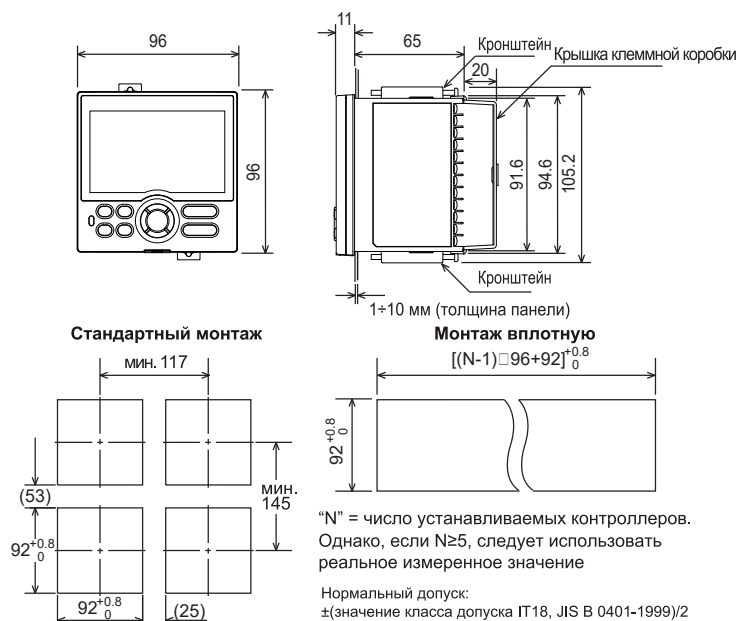 96
96
11
65
Кронштейн
20
Крышка клеммной коробки
91.6
94.6
105.2
Кронштейн
1÷10 мм (толщина панели)
Стандартный монтаж
мин. 117
(53)
мин.
145
92 +0.8 0
92 +0.8 0
(25)
Монтаж вплотную
[(N-1)□96+92] +0.8 0
92 +0.8 0
“N” = число устанавливаемых контроллеров.
Однако, если N≥5, следует использовать
реальное измеренное значение
Нормальный допуск:
±(значение класса допуска IT18, JIS B 0401-1999)/2